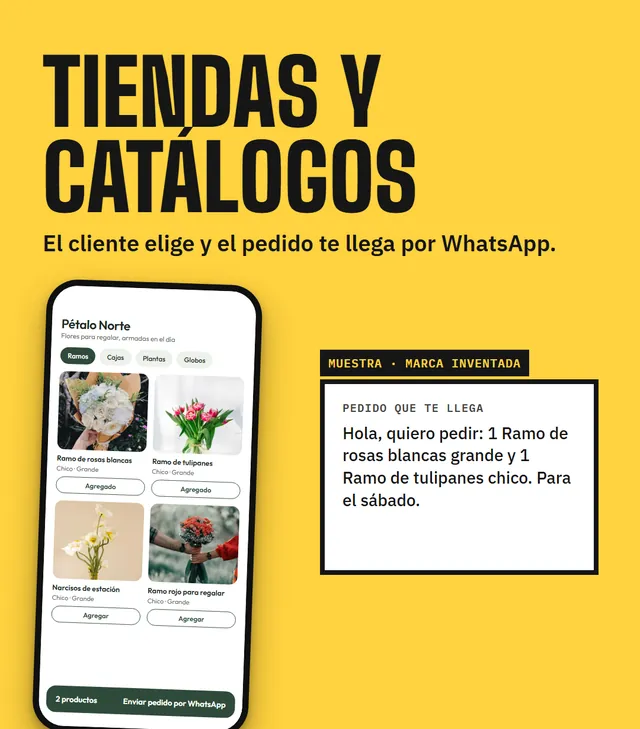 TIENDAS Y
CATÁLOGOS
El cliente elige y el pedido te llega por WhatsApp.
Pétalo Norte
Flores para regalar, armadas en el día
Ramos Cajas Plantas Globos
Ramo de rosas blancas
Chico · Grande
Agregado
Ramo de tulipanes
Chico · Grande
Agregado
Narcisos de estación
Chico · Grande
Agregar
Ramo rojo para regalar
Chico · Grande
Agregar
2 productos Enviar pedido por WhatsApp
MUESTRA · MARCA INVENTADA
PEDIDO QUE TE LLEGA
Hola, quiero pedir: 1 Ramo de
rosas blancas grande y 1
Ramo de tulipanes chico. Para
el sábado.